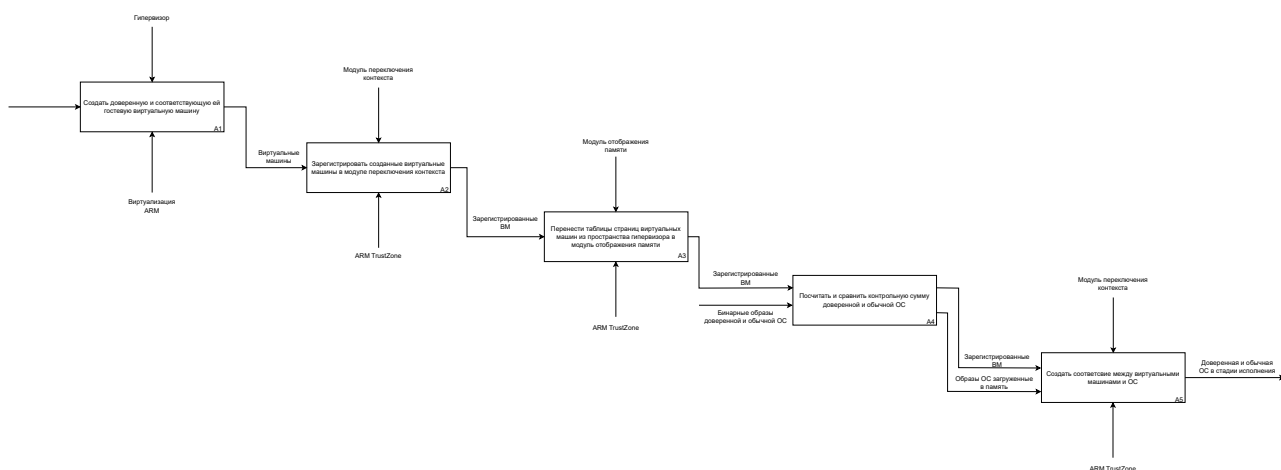 Гипервизор
Создать доверенную и соответствующую ей
гостевую виртуальную машину
A1
Виртуализация
ARM
Виртуальные
машины
Модуль переключения
контекста
Зарегистрировать созданные виртуальные
машины в модуле переключения контекста
A2
ARM TrustZone
Зарегистрированные
ВМ
Модуль отображения
памяти
Перенести таблицы страниц виртуальных
машин из пространства гипервизора в
модуль отображения памяти
A3
ARM TrustZone
Зарегистрированные
ВМ
Бинарные образы
доверенной и обычной ОС
Посчитать и сравнить контрольную сумму
доверенной и обычной ОС
A4
Зарегистрированные
ВМ
Образы ОС загруженные
в память
Модуль переключения
контекста
Создать соответсвие между виртуальными
машинами и ОС
A5
ARM TrustZone
Доверенная и обычная
ОС в стадии исполнения